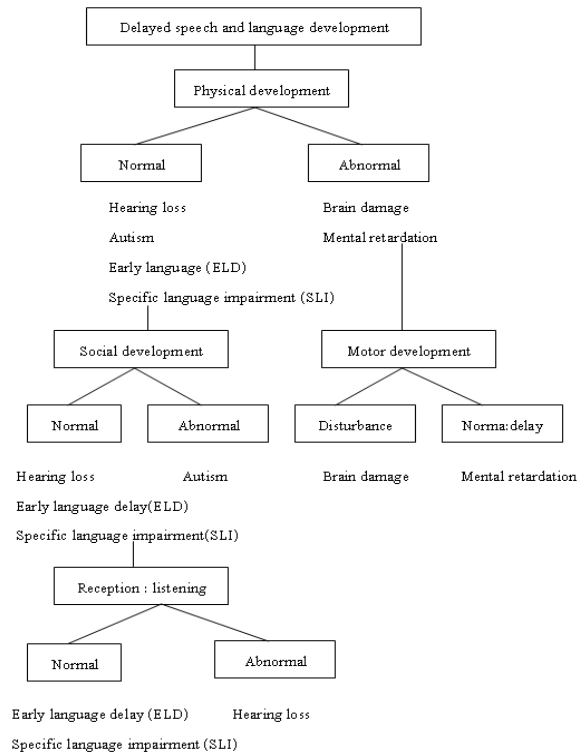 Delayed speech and language development
Physical development
Normal
Abnormal
Hearing loss
Brain damage
Autism
Mental retardation
Early language (ELD)
Specific language impairment (SLI)
Social development
Motor development
Normal
Abnormal
Disturbance
Norma:delay
Hearing loss
Autism
Brain damage
Mental retardation
Early language delay(ELD)
Specific language impairment(SLI)
Reception : listening
Normal
Abnormal
Early language delay (ELD)
Hearing loss
Specific language impairment (SLI)